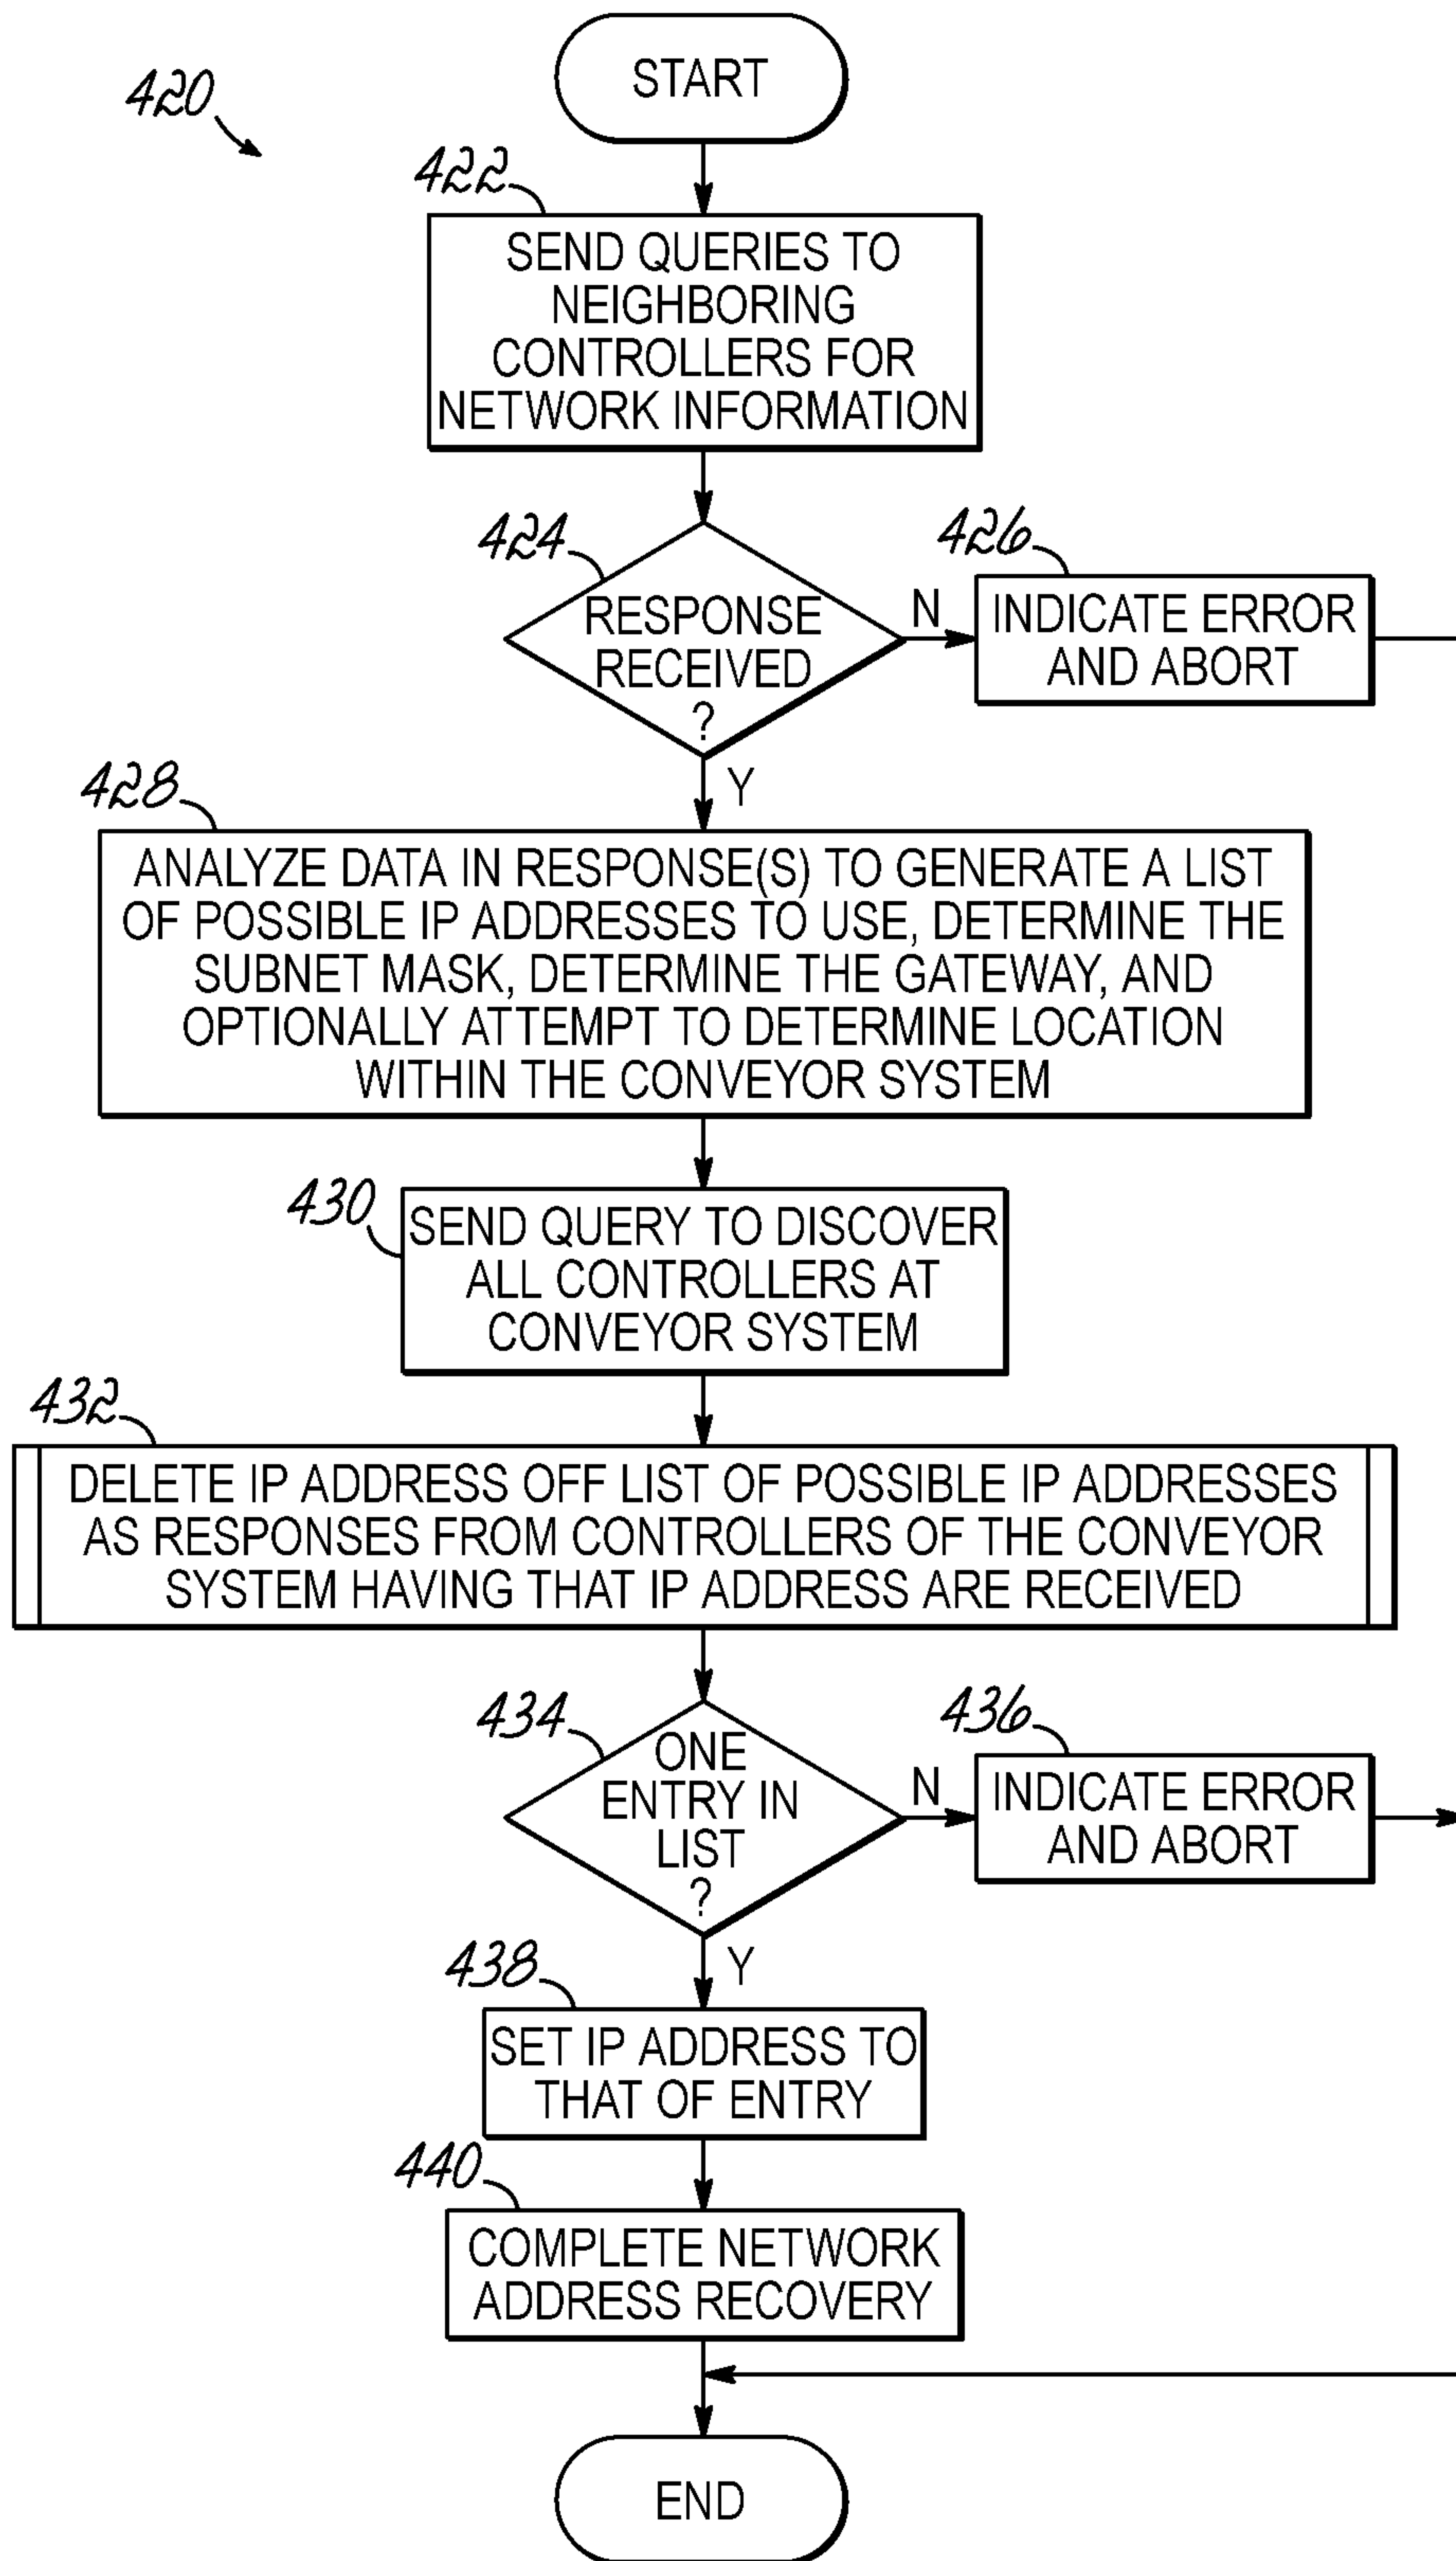 START
420
422
SEND QUERIES TO
NEIGHBORING
CONTROLLERS FOR
NETWORK INFORMATION
424
RESPONSE
RECEIVED
?
N
426
INDICATE ERROR
AND ABORT
Y
428
ANALYZE DATA IN RESPONSE(S) TO GENERATE A LIST
OF POSSIBLE IP ADDRESSES TO USE, DETERMINE THE
SUBNET MASK, DETERMINE THE GATEWAY, AND
OPTIONALLY ATTEMPT TO DETERMINE LOCATION
WITHIN THE CONVEYOR SYSTEM
430
SEND QUERY TO DISCOVER
ALL CONTROLLERS AT
CONVEYOR SYSTEM
432
DELETE IP ADDRESS OFF LIST OF POSSIBLE IP ADDRESSES
AS RESPONSES FROM CONTROLLERS OF THE CONVEYOR
SYSTEM HAVING THAT IP ADDRESS ARE RECEIVED
434
ONE
ENTRY IN
LIST
?
N
436
INDICATE ERROR
AND ABORT
Y
438
SET IP ADDRESS TO
THAT OF ENTRY
440
COMPLETE NETWORK
ADDRESS RECOVERY
END